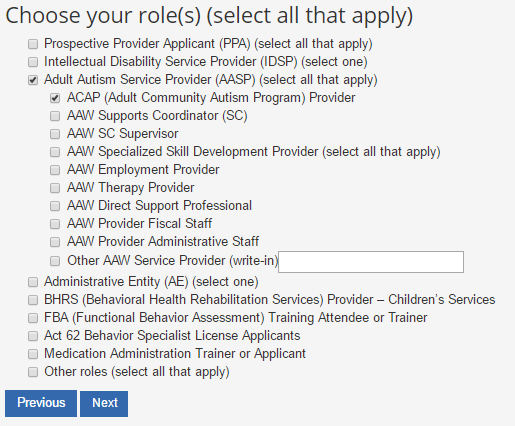 Choose your role(s) (select all that apply)
Prospective Provider Applicant (PPA) (select all that apply)
Intellectual Disability Service Provider (IDSP) (select one)
Adult Autism Service Provider (AASP) (select all that apply)
ACAP (Adult Community Autism Program) Provider
AAW Supports Coordinator (SC)
AAW SC Supervisor
AAW Specialized Skill Development Provider (select all that apply)
AAW Employment Provider
AAW Therapy Provider
AAW Direct Support Professional
AAW Provider Fiscal Staff
AAW Provider Administrative Staff
Other AAW Service Provider (write-in)
Administrative Entity (AE) (select one)
BHRS (Behavioral Health Rehabilitation Services) Provider – Children’s Services
FBA (Functional Behavior Assessment) Training Attendee or Trainer
Act 62 Behavior Specialist License Applicants
Medication Administration Trainer or Applicant
Other roles (select all that apply)
Previous Next